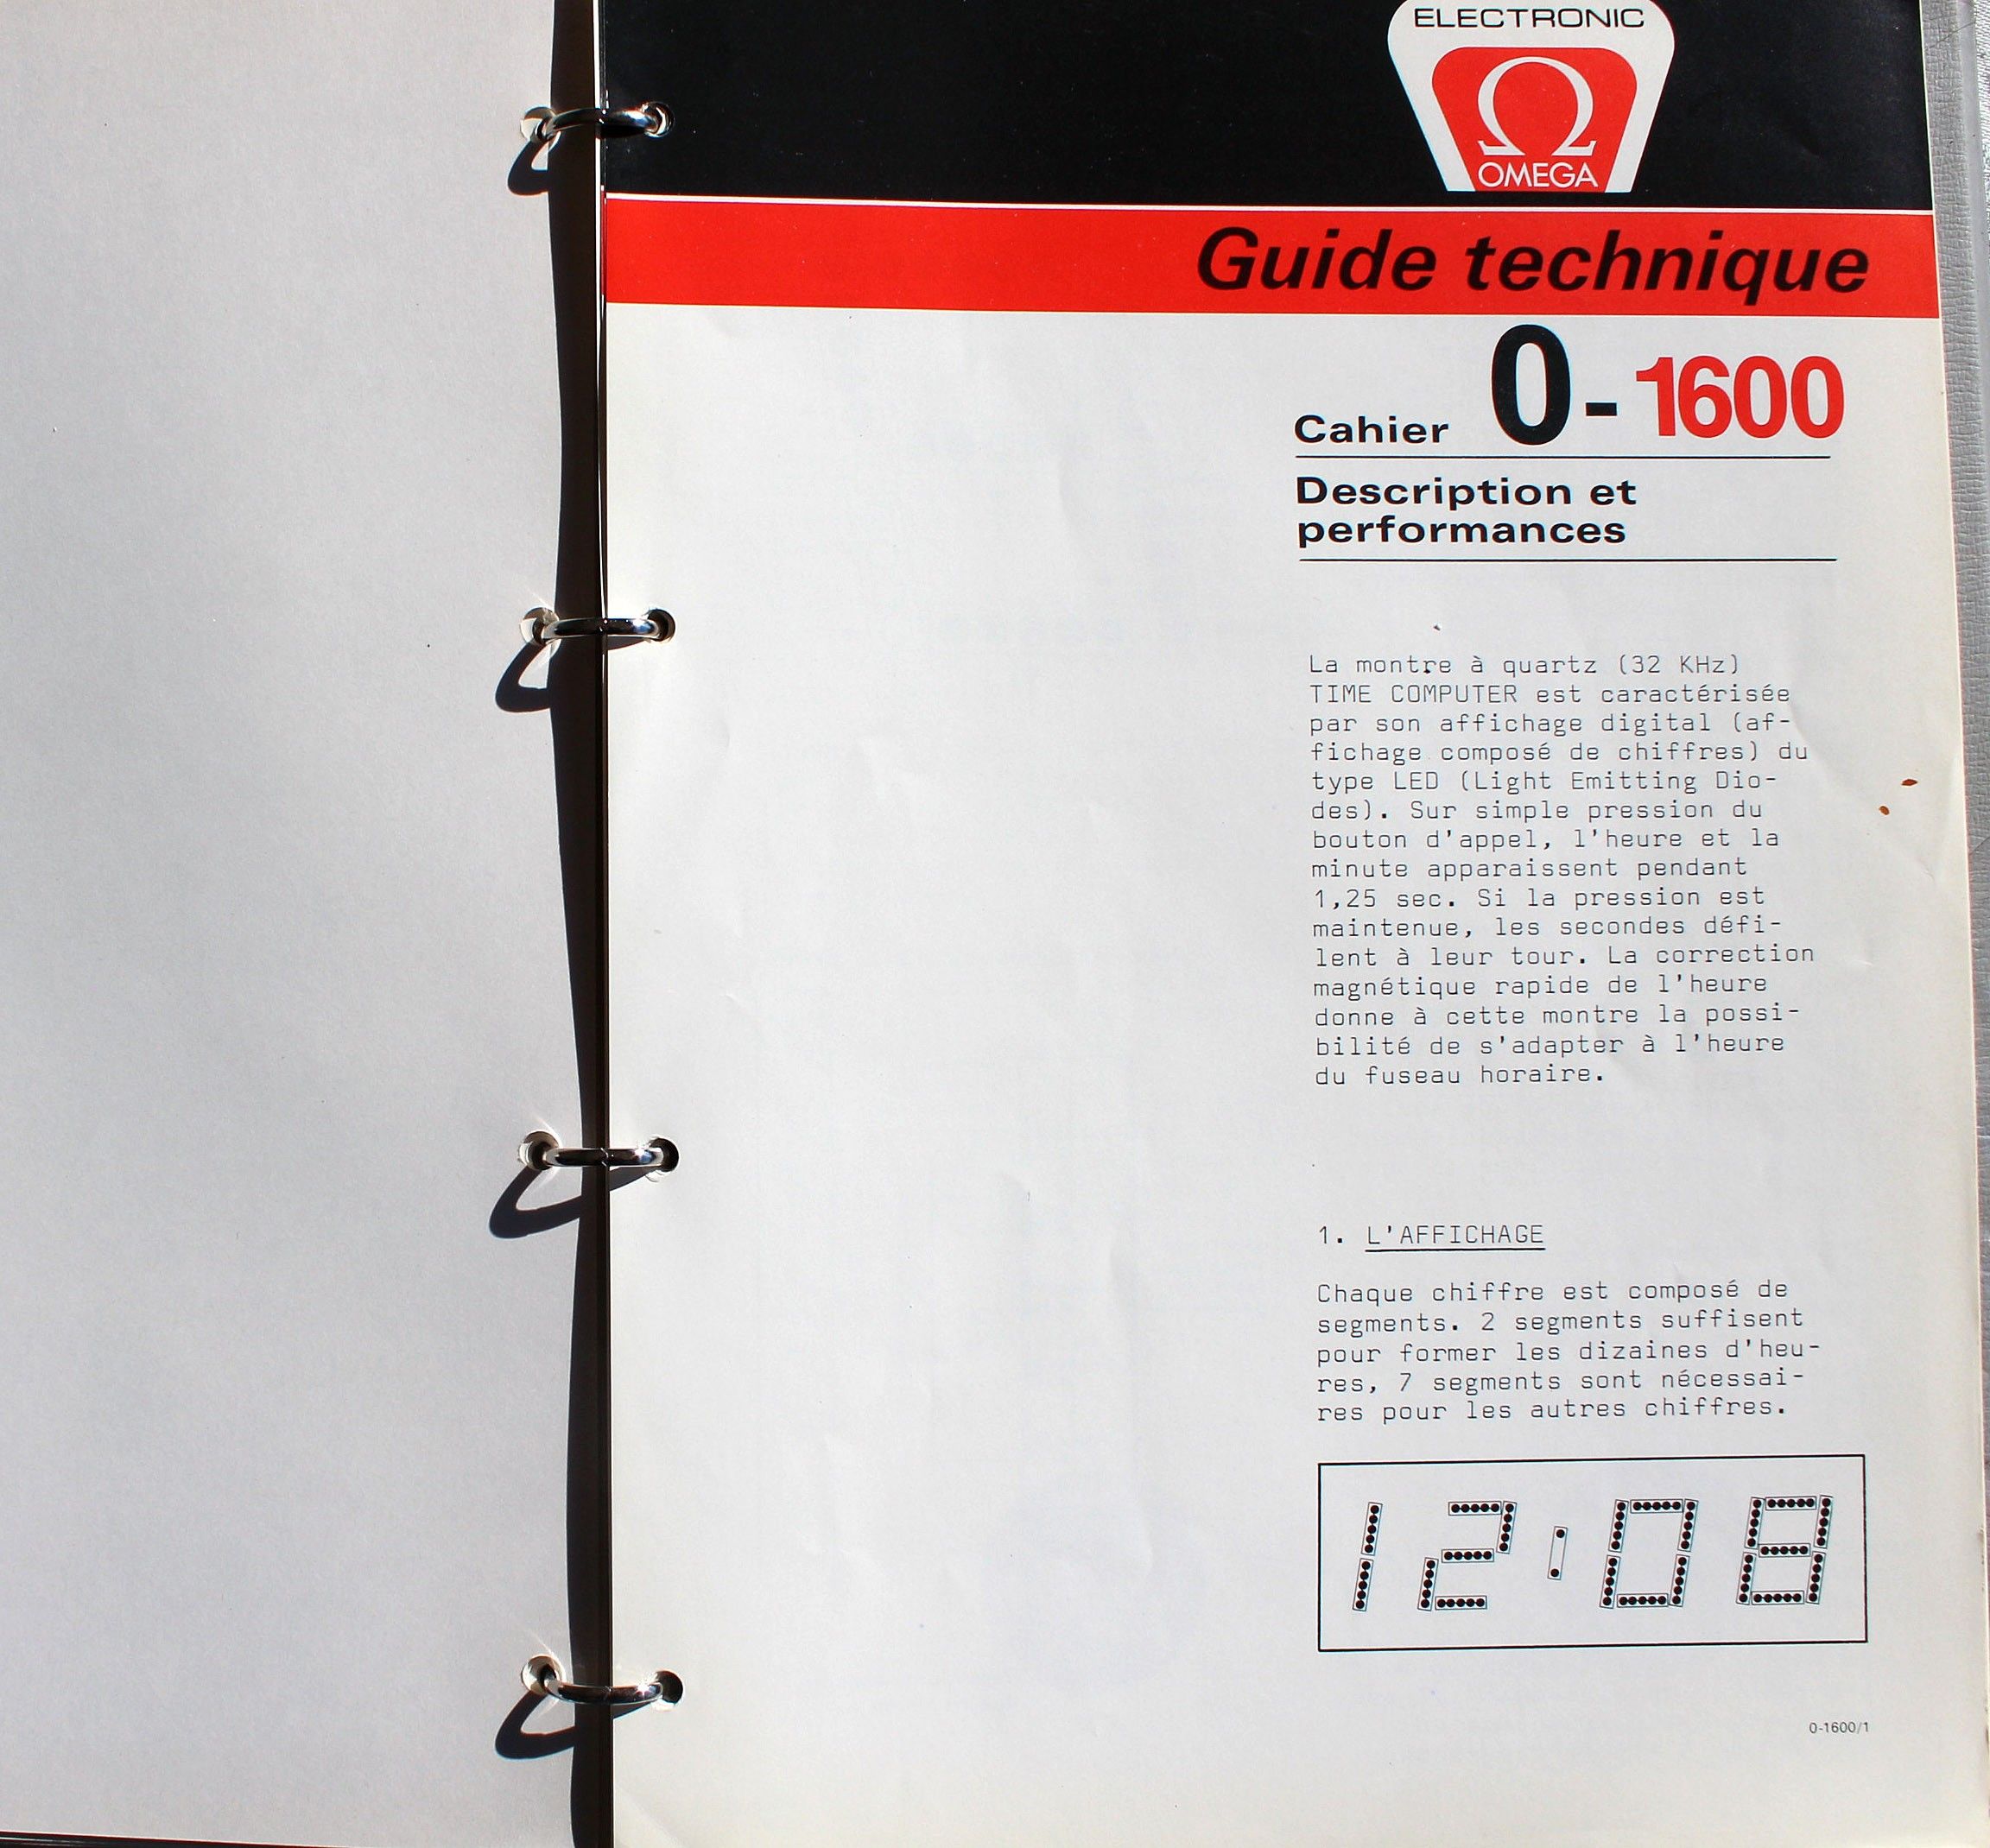 ELECTRONIC
Ω
OMEGA
Guide technique
Cahier 0-1600
Description et
performances
La montre à quartz (32 KHz)
TIME COMPUTER est caractérisée
par son affichage digital (af-
fichage composé de chiffres) du
type LED (Light Emitting Dio-
des). Sur simple pression du
bouton d'appel, l'heure et la
minute apparaissent pendant
1,25 sec. Si la pression est
maintenue, les secondes défi-
lent à leur tour. La correction
magnétique rapide de l'heure
donne à cette montre la possi-
bilité de s'adapter à l'heure
du fuseau horaire.
1. L'AFFICHAGE
Chaque chiffre est composé de
segments. 2 segments suffisent
pour former les dizaines d'heu-
res, 7 segments sont nécessai-
res pour les autres chiffres.
12:08
0-1600/1